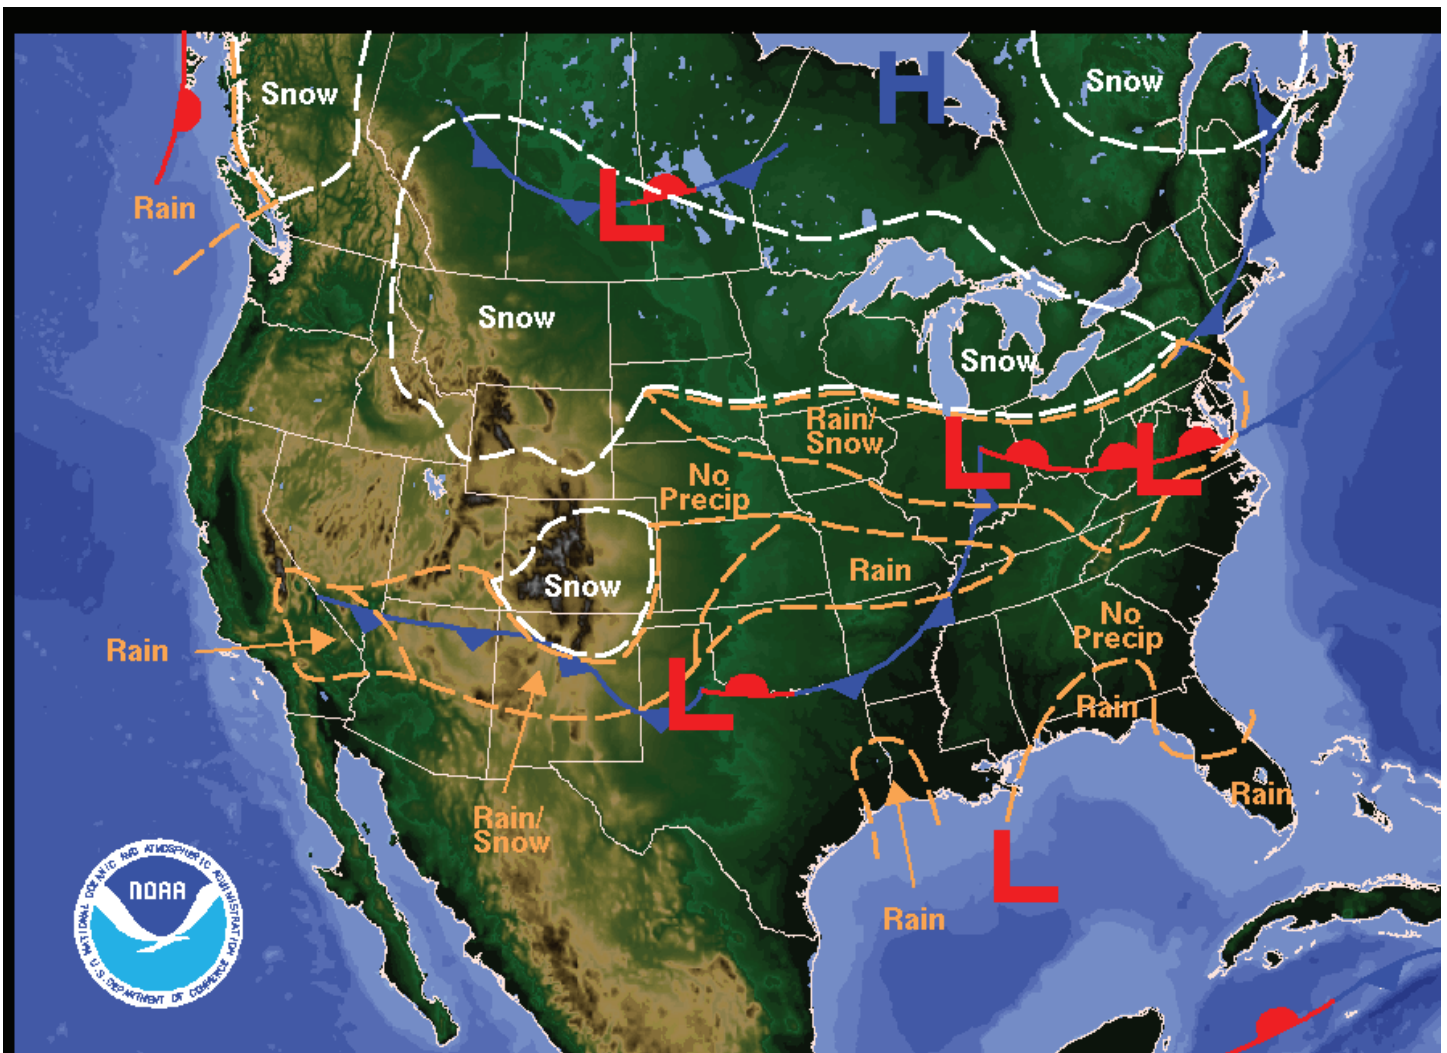 H
Snow
Snow
Rain
L
Snow
Snow
Rain/
Snow
L
L
No
Precip
Rain
Snow
No
Precip
Rain
L
Rain
Rain
Rain/
Snow
L
Rain
NATIONAL OCEANIC AND ATMOSPHERIC ADMINISTRATION
NOAA
U.S. DEPARTMENT OF COMMERCE